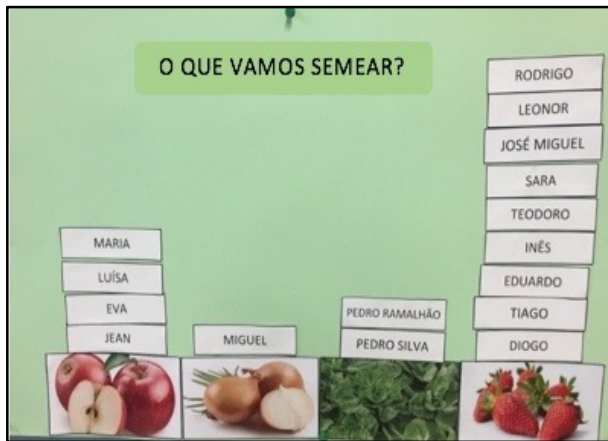 O QUE VAMOS SEMEAR?
MARIA
LUÍSA
EVA
JEAN
MIGUEL
PEDRO RAMALHÃO
PEDRO SILVA
RODRIGO
LEONOR
JOSÉ MIGUEL
SARA
TEODORO
INÊS
EDUARDO
TIAGO
DIOGO